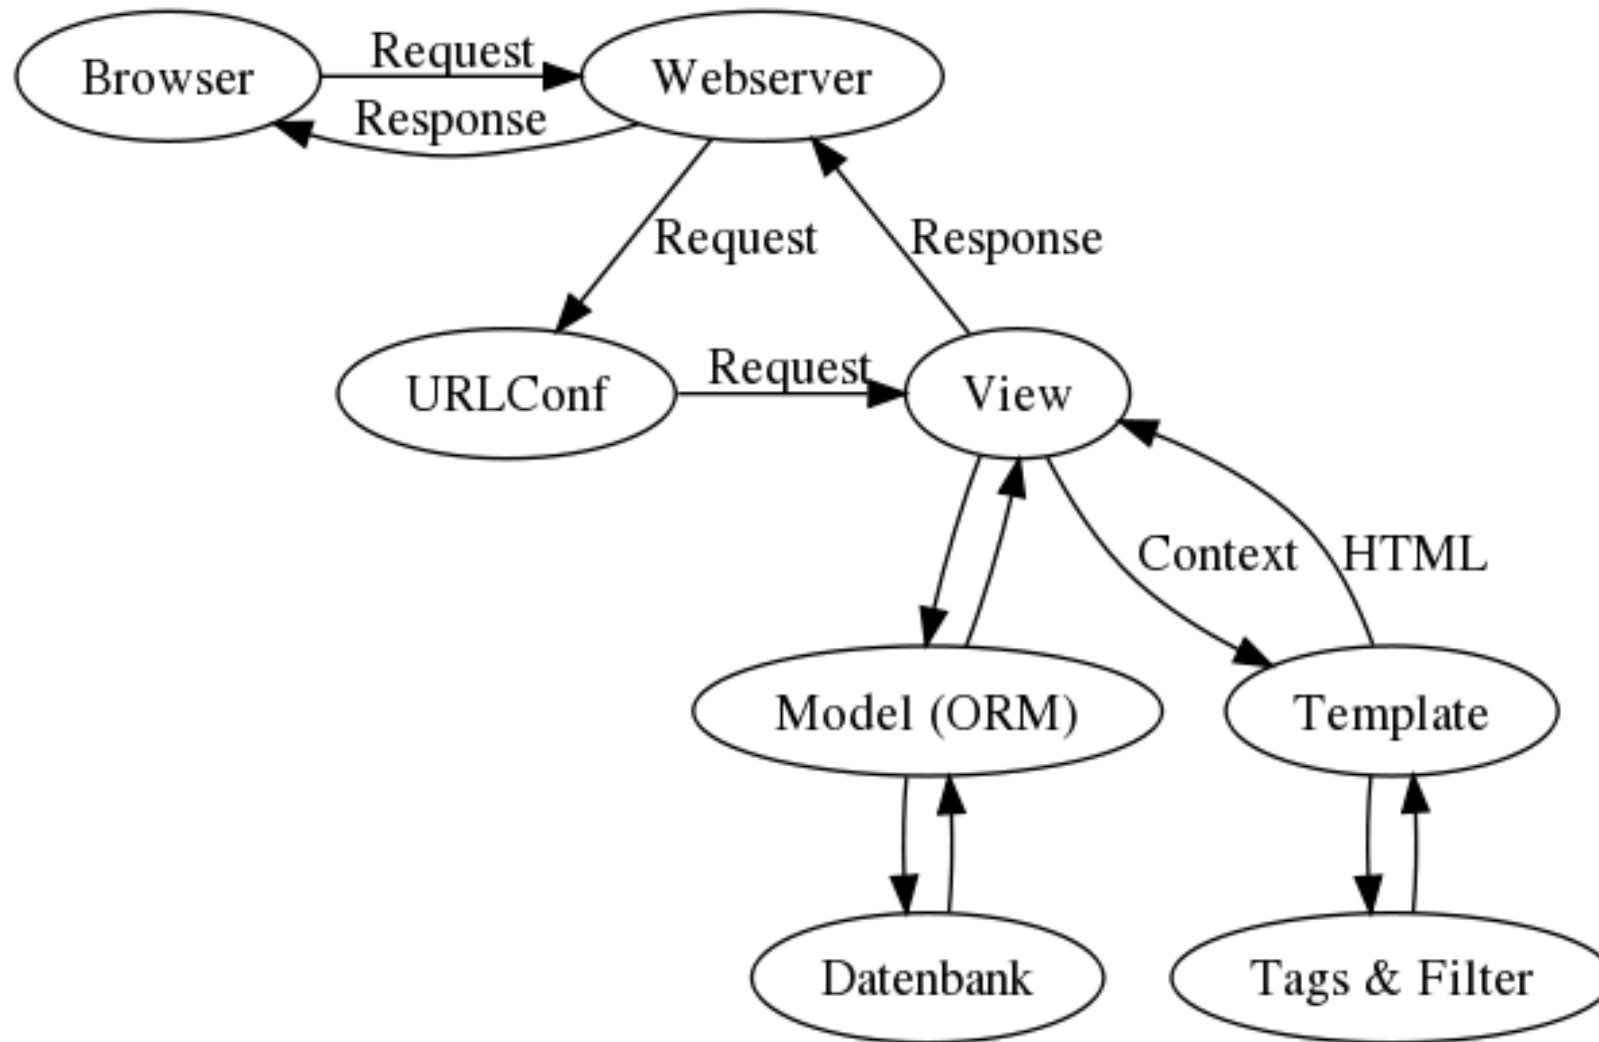 Browser
Request
Webserver
Response
Request
Response
URLConf
Request
View
Context
HTML
Model (ORM)
Template
Datenbank
Tags & Filter